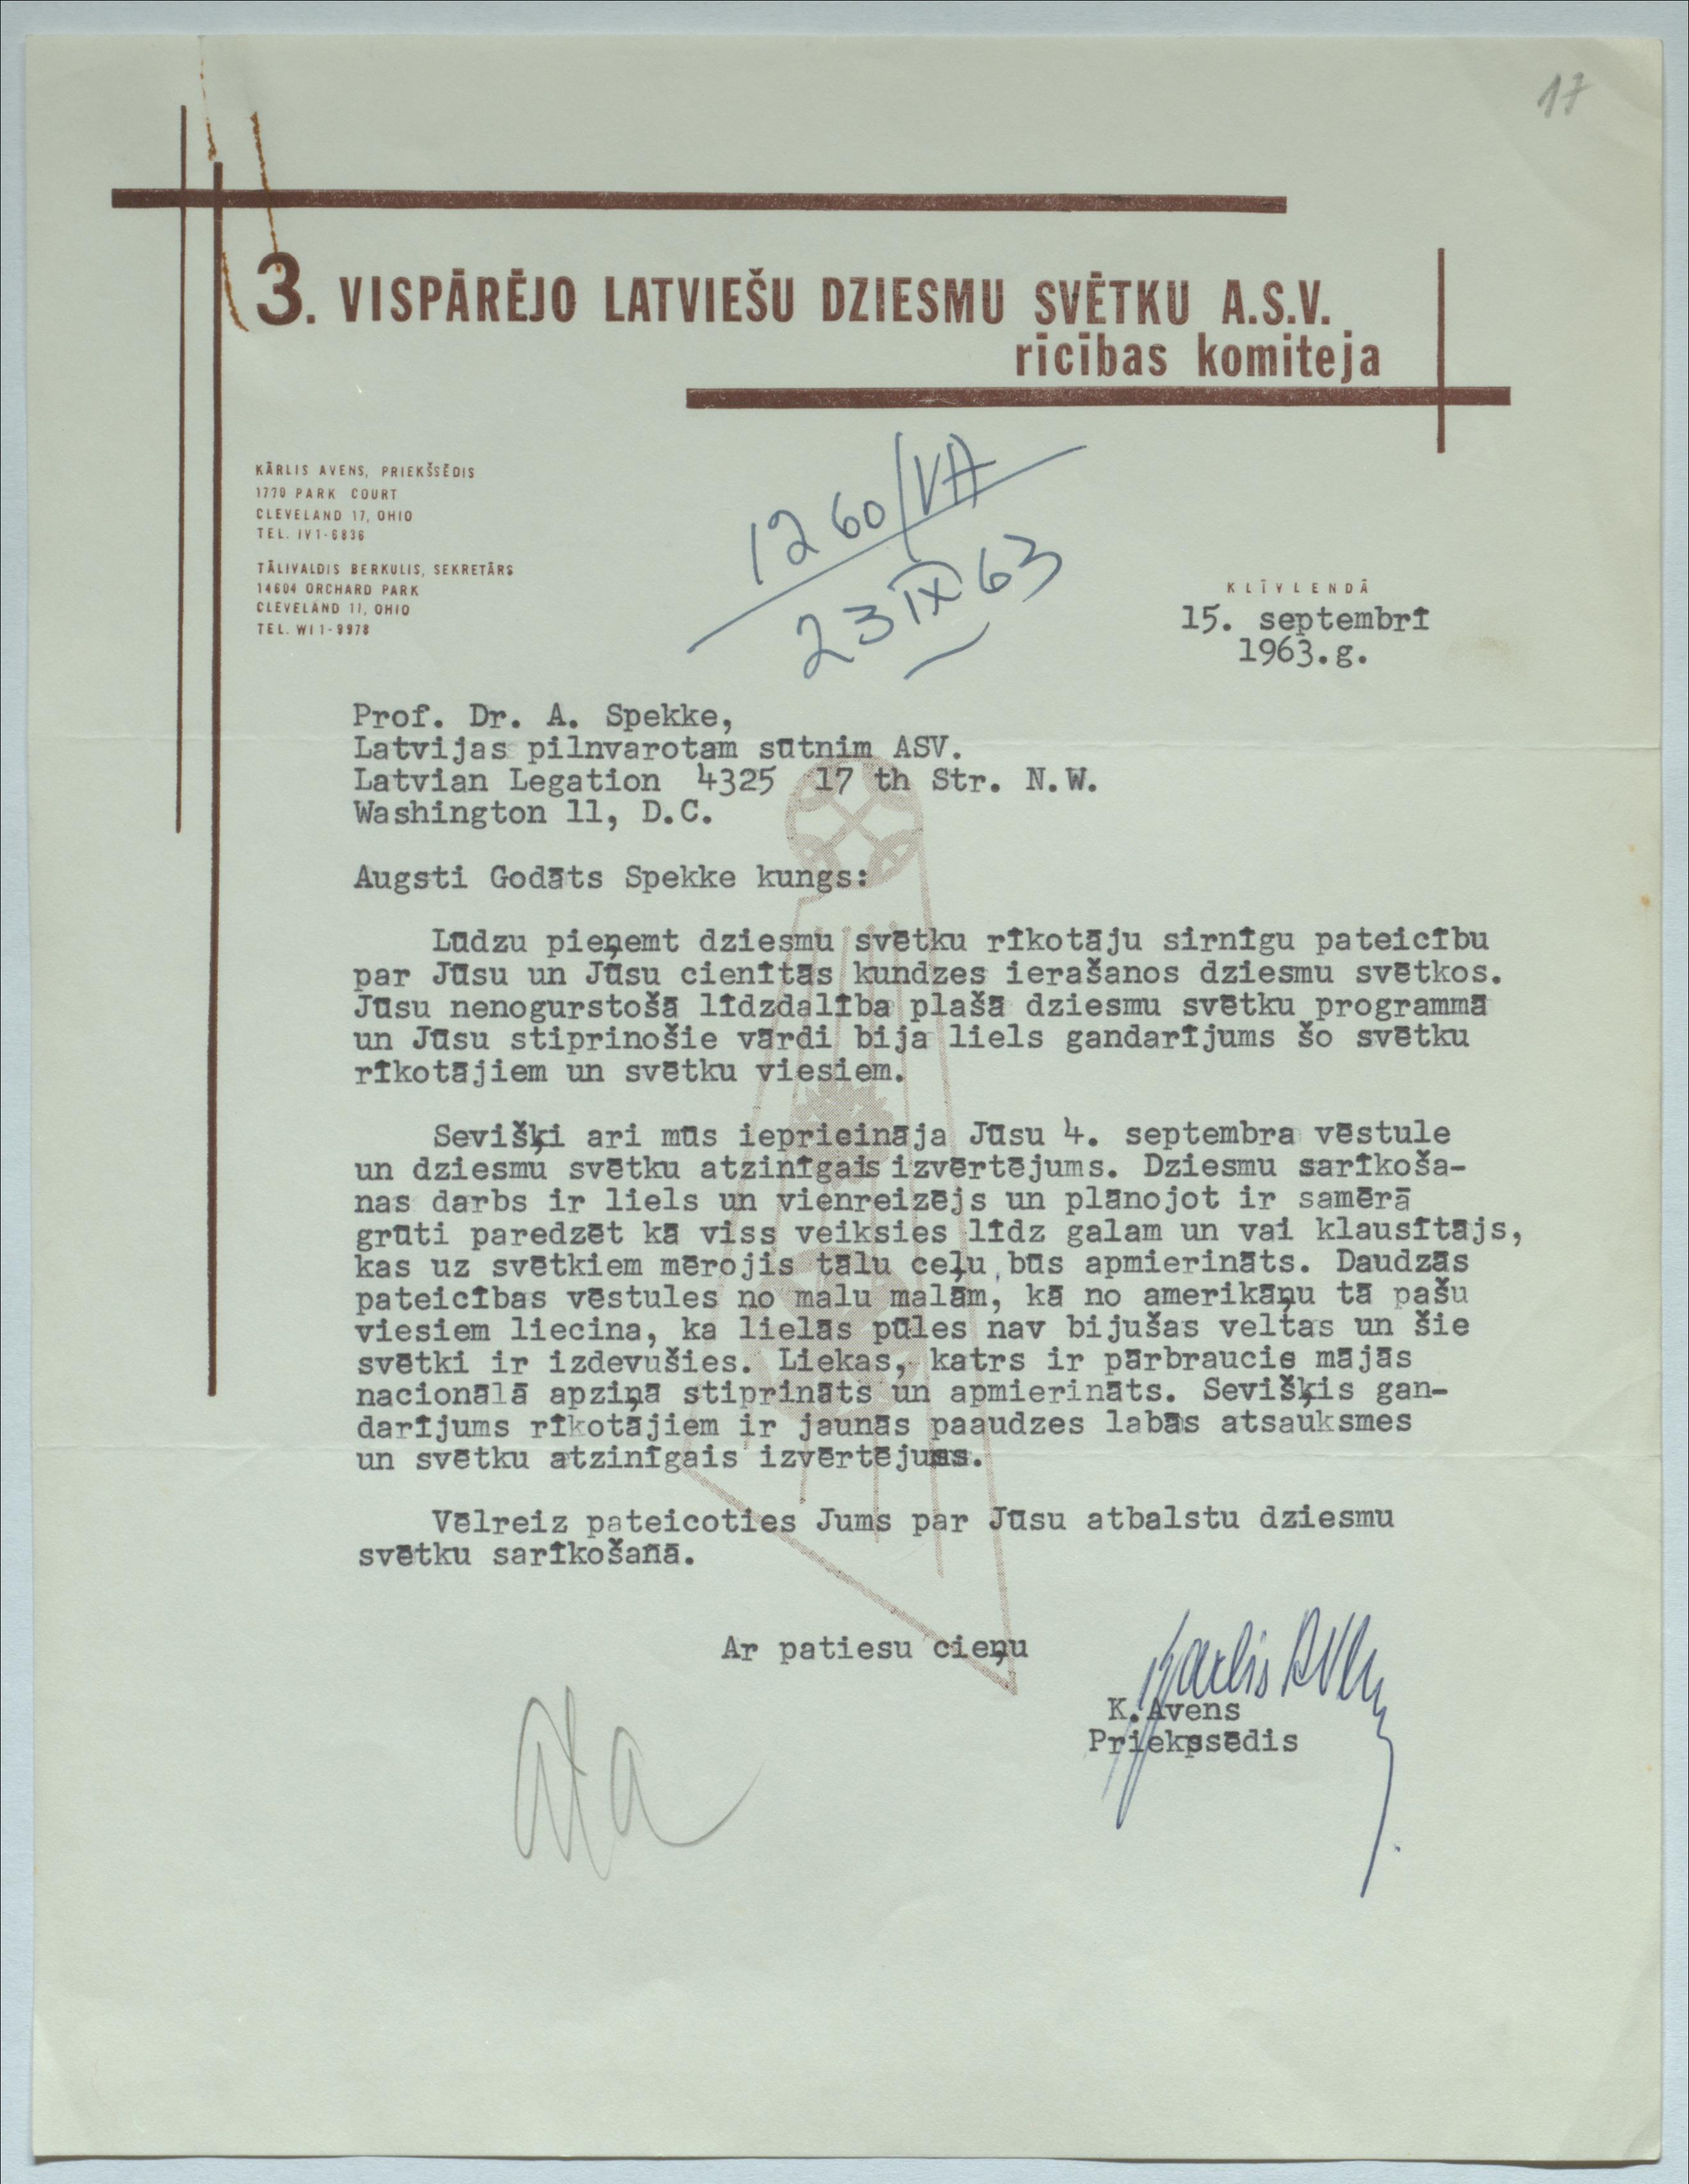 17
3. VISPĀRĒJO LATVIEŠU DZIESMU SVĒTKU A.S.V.
ricibas komiteja
KĀRLIS AVENS, PRIEKŠSĒDIS
1770 PARK COURT
CLEVELAND 17, OHIO
TEL. IV1-6836
TĀLIVALDIS BERKULIS, SEKRETĀRS
14604 ORCHARD PARK
CLEVELAND 11, OHIO
TEL. WI1-9978
1260/VA
23 IX 63
KLĪVLENDĀ
15. septembrī
1963.g.
Prof. Dr. A. Spekke,
Latvijas pilnvarotam sūtnim ASV.
Latvian Legation 4325 17 th Str. N.W.
Washington 11, D.C.
Augsti Godāts Spekke kungs:
Lūdzu pieņemt dziesmu svētku rīkotāju sirnīgu pateicību
par Jūsu un Jūsu cienītās kundzes ierašanos dziesmu svētkos.
Jūsu nenogurstošā līdzdalība plašā dziesmu svētku programmā
un Jūsu stiprinošie vārdi bija liels gandarījums šo svētku
rīkotājiem un svētku viesiem.
Sevišķi ari mūs iepricināja Jūsu 4. septembra vēstule
un dziesmu svētku atzinīgais izvērtējums. Dziesmu sarīkoša-
nas darbs ir liels un vienreizējs un plānojot ir samērā
grūti paredzēt kā viss veiksies līdz galam un vai klausītājs,
kas uz svētkiem mērojis tālu ceļu, būs apmierināts. Daudzās
pateicības vēstules no malu malām, kā no amerikāņu tā pašu
viesiem liecina, ka lielās pūles nav bijušas veltas un šie
svētki ir izdevušies. Liekas, katrs ir pārbraucis mājās
nacionālā apziņā stiprināts un apmierināts. Sevišķis gan-
darījums rīkotājiem ir jaunās paaudzes labās atsauksmes
un svētku atzinīgais izvērtējums.
Vēlreiz pateicoties Jums par Jūsu atbalstu dziesmu
svētku sarīkošanā.
Ar patiesu cieņu
Karlis Avens
K. Avens
Priekšsēdis